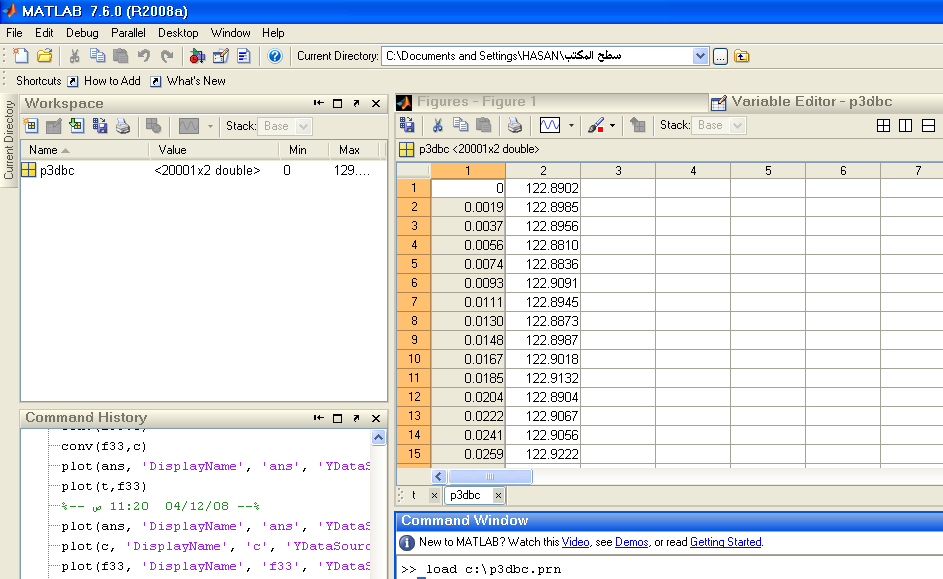 MATLAB 7.6.0 (R2008a)
File Edit Debug Parallel Desktop Window Help
Current Directory: C:\Documents and Settings\HASAN\سطح المكتب
Shortcuts How to Add What's New
Current Directory
Workspace
Stack: Base
Name Value Min Max
p3dbc <20001x2 double> 0 129....
Figures - Figure 1
Variable Editor - p3dbc
Stack: Base
p3dbc <20001x2 double>
1 2 3 4 5 6 7
1 0 122.8902
2 0.0019 122.8985
3 0.0037 122.8956
4 0.0056 122.8810
5 0.0074 122.8836
6 0.0093 122.9091
7 0.0111 122.8945
8 0.0130 122.8873
9 0.0148 122.8987
10 0.0167 122.9018
11 0.0185 122.9132
12 0.0204 122.8904
13 0.0222 122.9067
14 0.0241 122.9056
15 0.0259 122.9222
t p3dbc
Command History
conv(f33,c)
plot(ans, 'DisplayName', 'ans', 'YDataS
plot(t,f33)
%-- ص 11:20 04/12/08 --%
plot(ans, 'DisplayName', 'ans', 'YDataS
plot(c, 'DisplayName', 'c', 'YDataSourc
plot(f33, 'DisplayName', 'f33', 'YDataS
Command Window
New to MATLAB? Watch this Video, see Demos, or read Getting Started.
>> load c:\p3dbc.prn